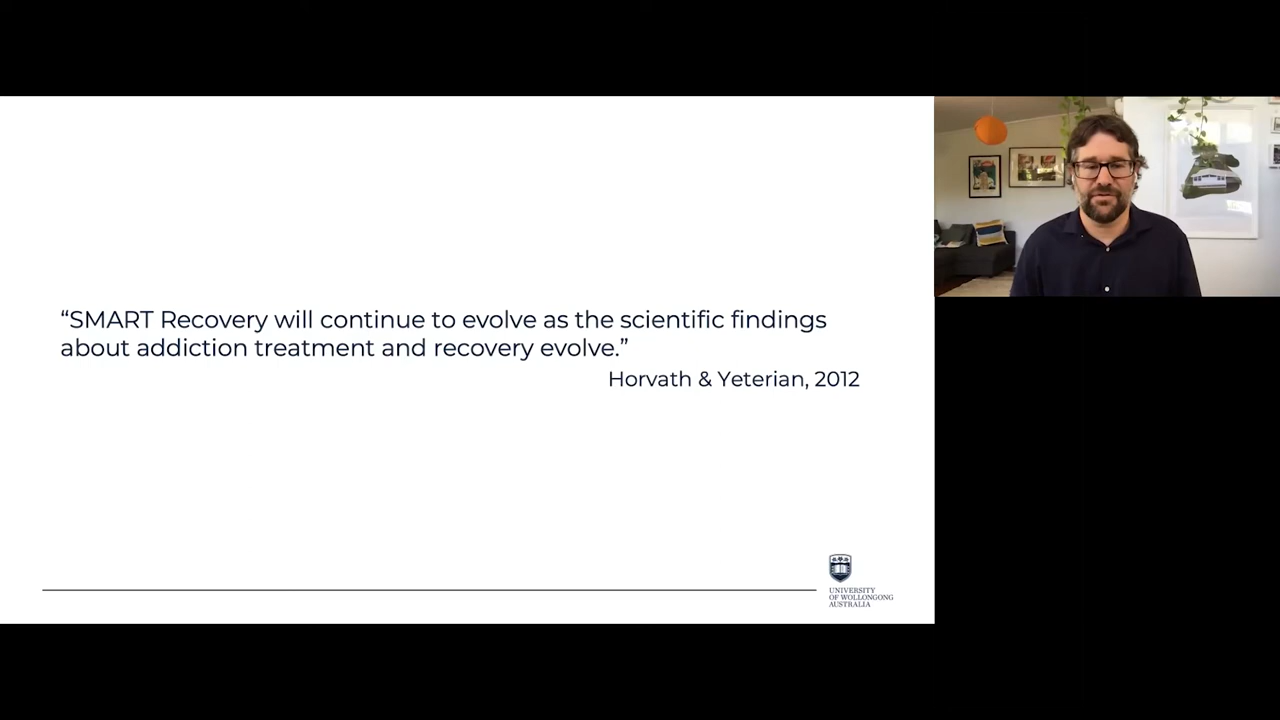 “SMART Recovery will continue to evolve as the scientific findings
about addiction treatment and recovery evolve.”
Horvath & Yeterian, 2012
UNIVERSITY
OF WOLLONGONG
AUSTRALIA